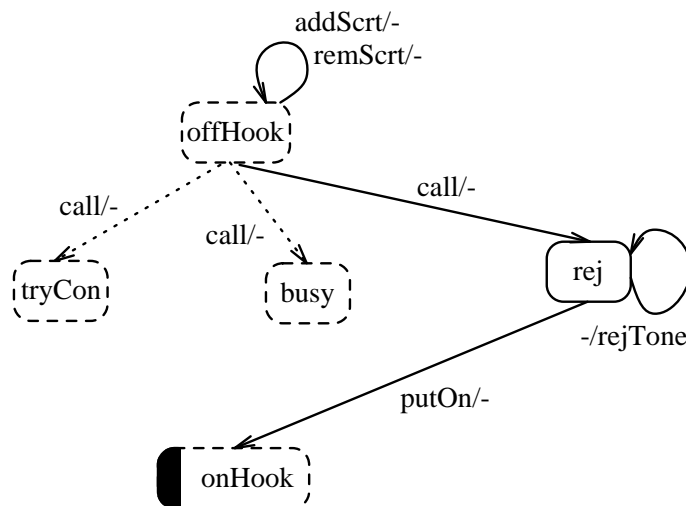 addScrt/-
remScrt/-
offHook
call/-
call/-
call/-
tryCon
busy
rej
-/rejTone
putOn/-
onHook